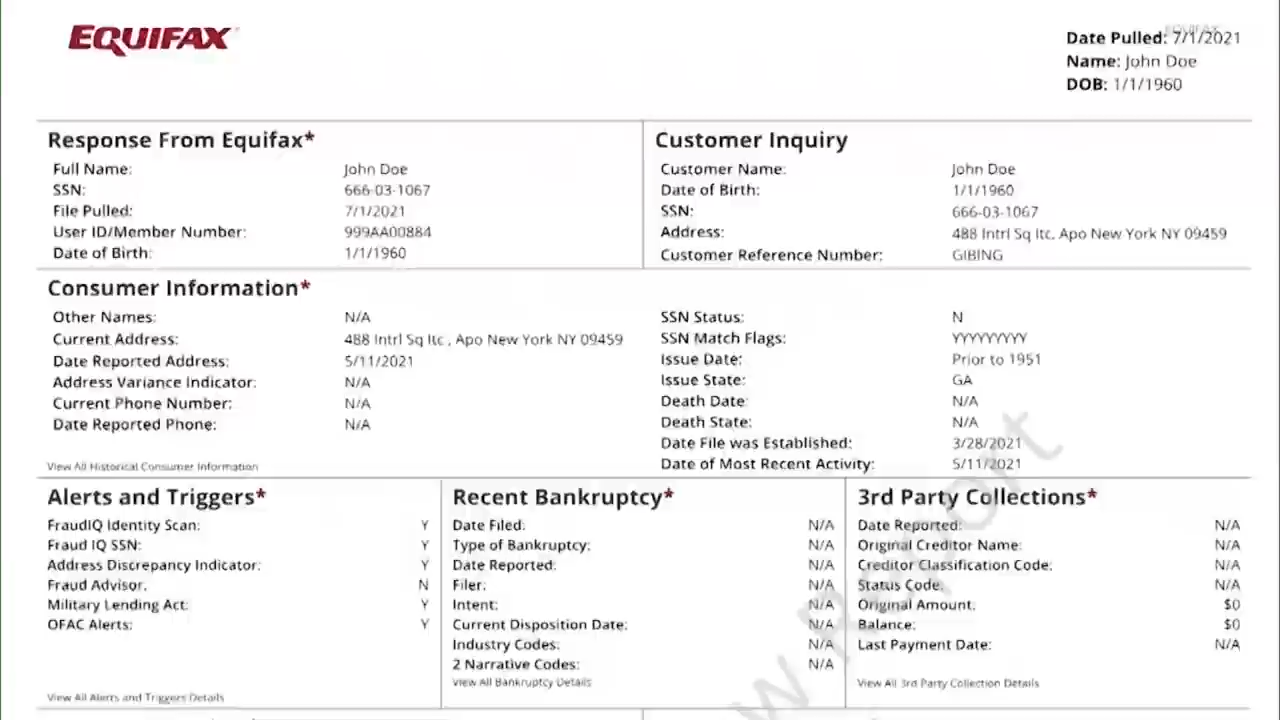 EQUIFAX
EQUIFAX
Date Pulled: 7/1/2021
Name: John Doe
DOB: 1/1/1960
Response From Equifax*
Full Name: John Doe
SSN: 666-03-1067
File Pulled: 7/1/2021
User ID/Member Number: 999AA00884
Date of Birth: 1/1/1960
Customer Inquiry
Customer Name: John Doe
Date of Birth: 1/1/1960
SSN: 666-03-1067
Address: 488 Intrl Sq Itc, Apo New York NY 09459
Customer Reference Number: GIBING
Consumer Information*
Other Names: N/A
Current Address: 488 Intrl Sq Itc , Apo New York NY 09459
Date Reported Address: 5/11/2021
Address Variance Indicator: N/A
Current Phone Number: N/A
Date Reported Phone: N/A
View All Historical Consumer Information
SSN Status: N
SSN Match Flags: YYYYYYYYY
Issue Date: Prior to 1951
Issue State: GA
Death Date: N/A
Death State: N/A
Date File was Established: 3/28/2021
Date of Most Recent Activity: 5/11/2021
Alerts and Triggers*
FraudIQ Identity Scan: Y
Fraud IQ SSN: Y
Address Discrepancy Indicator: Y
Fraud Advisor. N
Military Lending Act: Y
OFAC Alerts: Y
View All Alerts and Triggers Details
Recent Bankruptcy*
Date Filed: N/A
Type of Bankruptcy: N/A
Date Reported: N/A
Filer: N/A
Intent: N/A
Current Disposition Date: N/A
Industry Codes: N/A
2 Narrative Codes: N/A
View All Bankruptcy Details
3rd Party Collections*
Date Reported: N/A
Original Creditor Name: N/A
Creditor Classification Code: N/A
Status Code. N/A
Original Amount. $0
Balance: $0
Last Payment Date: N/A
View All 3rd Party Collection Details
w Report